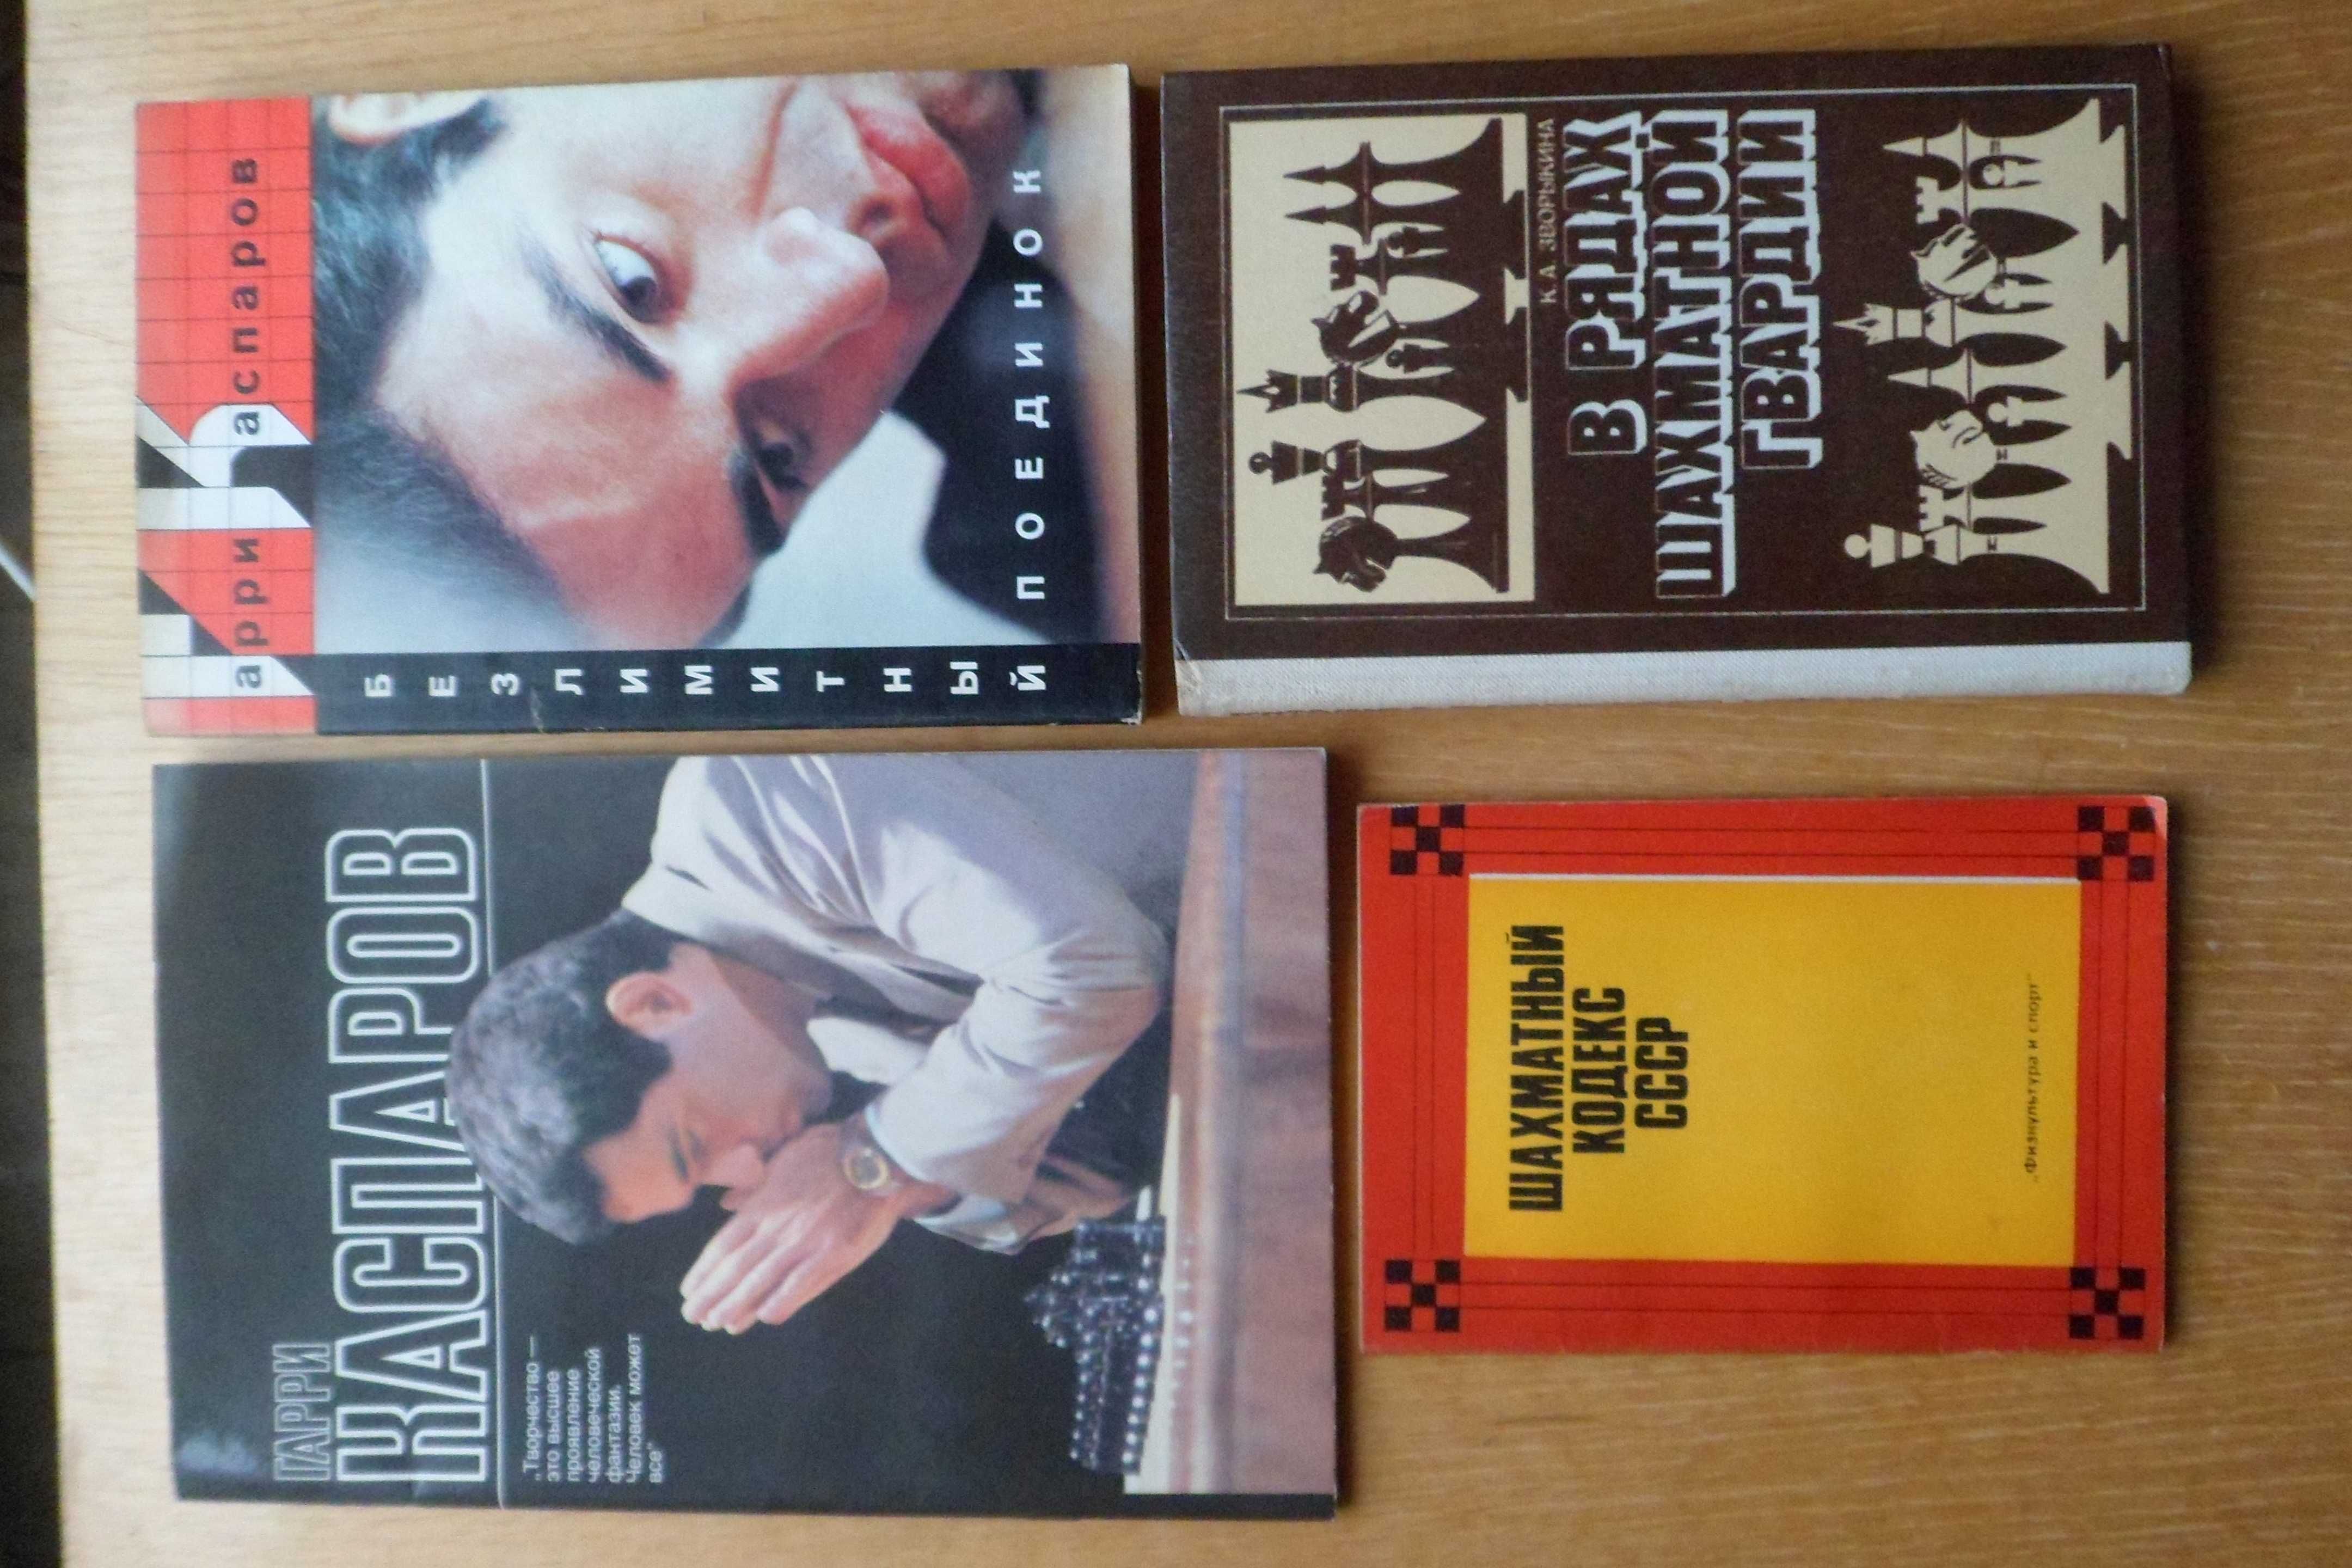 Гарри Каспаров
БЕЗЛИМИТНЫЙ
ПОЕДИНОК
К. А. ЗВОРЫКИНА
В РЯДАХ
ШАХМАТНОЙ
ГВАРДИИ
ГАРРИ
КАСПАРОВ
„Творчество —
это высшее
проявление
человеческой
фантазии.
Человек может
все"
ШАХМАТНЫЙ
КОДЕКС
СССР
„Физкультура и спорт"